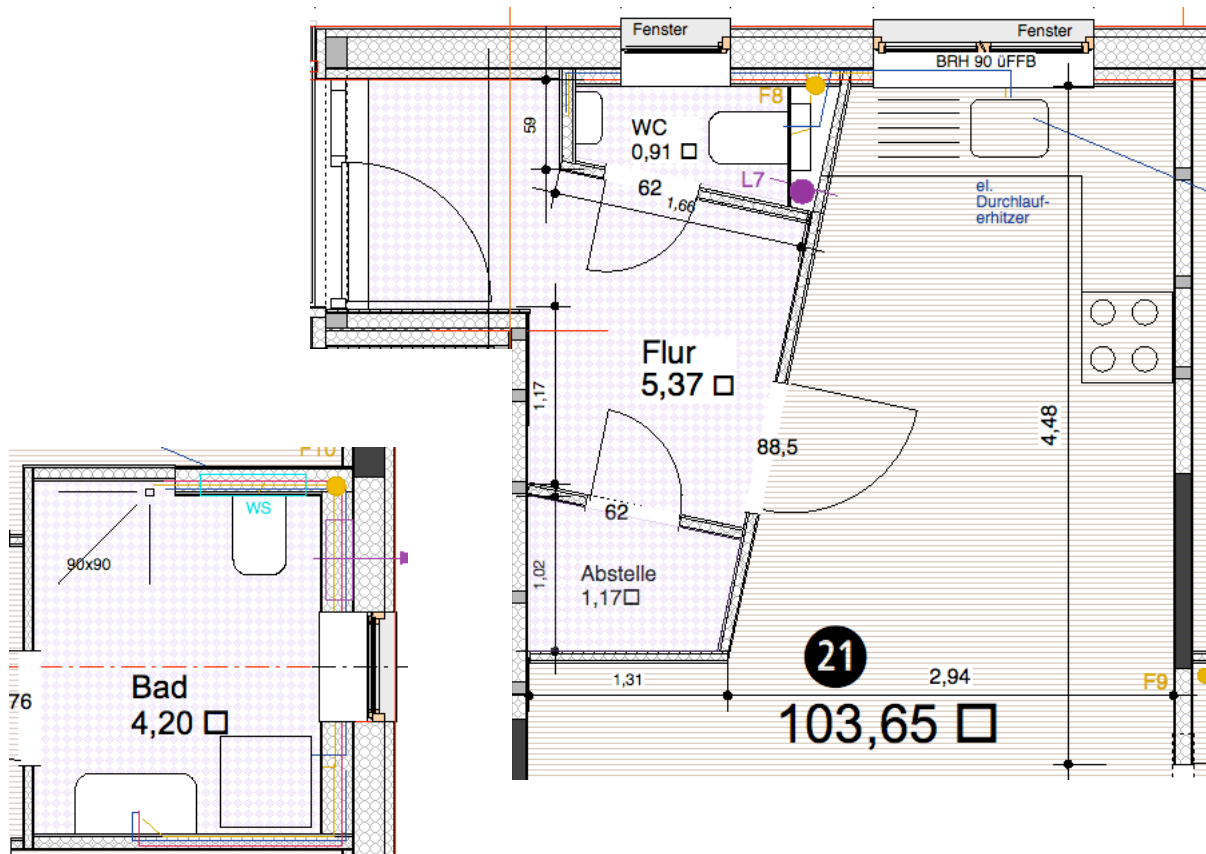 Fenster
Fenster
BRH 90 üFFB
F8
WC
0,91
59
L7
62
1,66
el.
Durchlauf-
erhitzer
Flur
5,37
1,17
88,5
4,48
62
Abstelle
1,17
1,02
21
1,31
2,94
F9
103,65
F10
WS
90x90
76
Bad
4,20